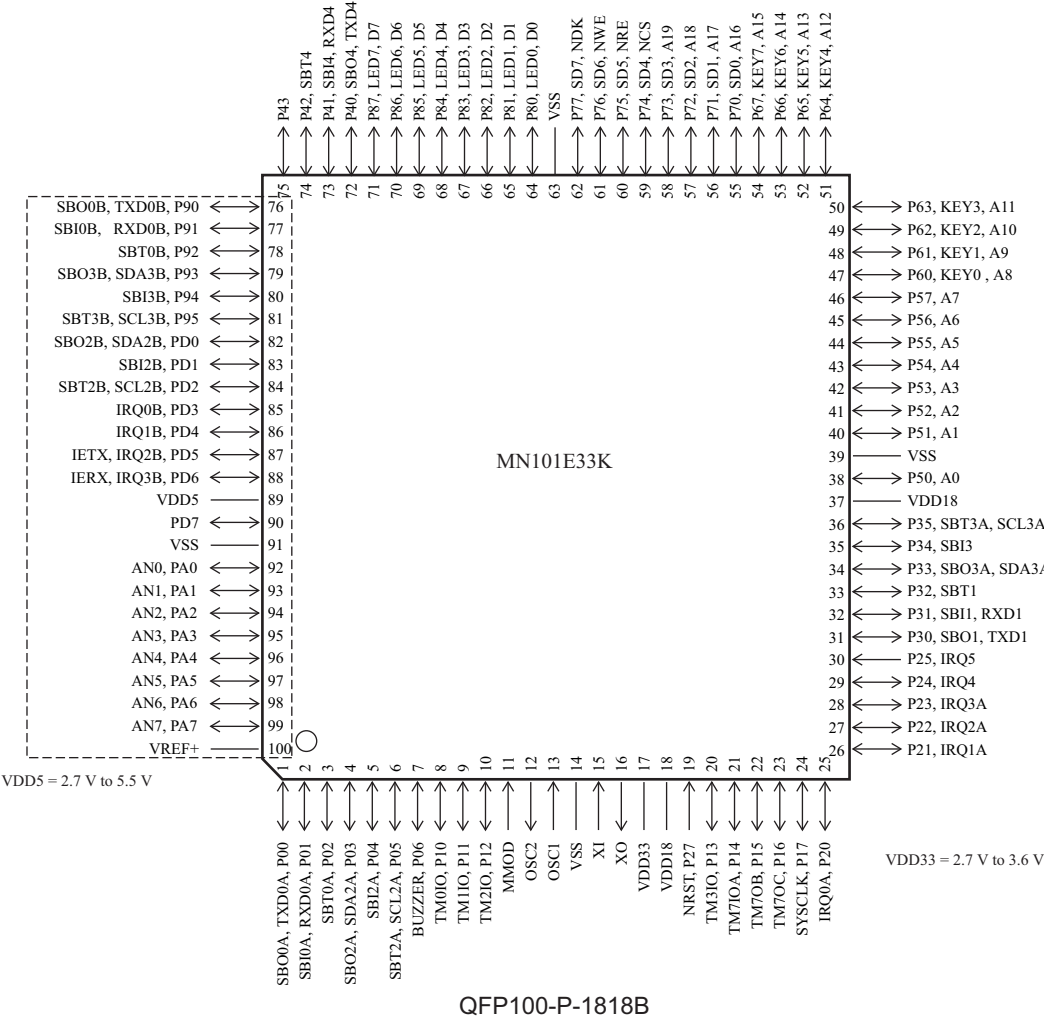 P43
P42, SBT4
P41, SBI4, RXD4
P40, SBO4, TXD4
P87, LED7, D7
P86, LED6, D6
P85, LED5, D5
P84, LED4, D4
P83, LED3, D3
P82, LED2, D2
P81, LED1, D1
P80, LED0, D0
VSS
P77, SD7, NDK
P76, SD6, NWE
P75, SD5, NRE
P74, SD4, NCS
P73, SD3, A19
P72, SD2, A18
P71, SD1, A17
P70, SD0, A16
P67, KEY7, A15
P66, KEY6, A14
P65, KEY5, A13
P64, KEY4, A12
75
74
73
72
71
70
69
68
67
66
65
64
63
62
61
60
59
58
57
56
55
54
53
52
51
SBO0B, TXD0B, P90 76
SBI0B, RXD0B, P91 77
SBT0B, P92 78
SBO3B, SDA3B, P93 79
SBI3B, P94 80
SBT3B, SCL3B, P95 81
SBO2B, SDA2B, PD0 82
SBI2B, PD1 83
SBT2B, SCL2B, PD2 84
IRQ0B, PD3 85
IRQ1B, PD4 86
IETX, IRQ2B, PD5 87
IERX, IRQ3B, PD6 88
VDD5 89
PD7 90
VSS 91
AN0, PA0 92
AN1, PA1 93
AN2, PA2 94
AN3, PA3 95
AN4, PA4 96
AN5, PA5 97
AN6, PA6 98
AN7, PA7 99
VREF+ 100
MN101E33K
50 P63, KEY3, A11
49 P62, KEY2, A10
48 P61, KEY1, A9
47 P60, KEY0 , A8
46 P57, A7
45 P56, A6
44 P55, A5
43 P54, A4
42 P53, A3
41 P52, A2
40 P51, A1
39 VSS
38 P50, A0
37 VDD18
36 P35, SBT3A, SCL3A
35 P34, SBI3
34 P33, SBO3A, SDA3A
33 P32, SBT1
32 P31, SBI1, RXD1
31 P30, SBO1, TXD1
30 P25, IRQ5
29 P24, IRQ4
28 P23, IRQ3A
27 P22, IRQ2A
26 P21, IRQ1A
1
2
3
4
5
6
7
8
9
10
11
12
13
14
15
16
17
18
19
20
21
22
23
24
25
VDD5 = 2.7 V to 5.5 V
SBO0A, TXD0A, P00
SBI0A, RXD0A, P01
SBT0A, P02
SBO2A, SDA2A, P03
SBI2A, P04
SBT2A, SCL2A, P05
BUZZER, P06
TM0IO, P10
TM1IO, P11
TM2IO, P12
MMOD
OSC2
OSC1
VSS
XI
XO
VDD33
VDD18
NRST, P27
TM3IO, P13
TM7IOA, P14
TM7OB, P15
TM7OC, P16
SYSCLK, P17
IRQ0A, P20
VDD33 = 2.7 V to 3.6 V
QFP100-P-1818B